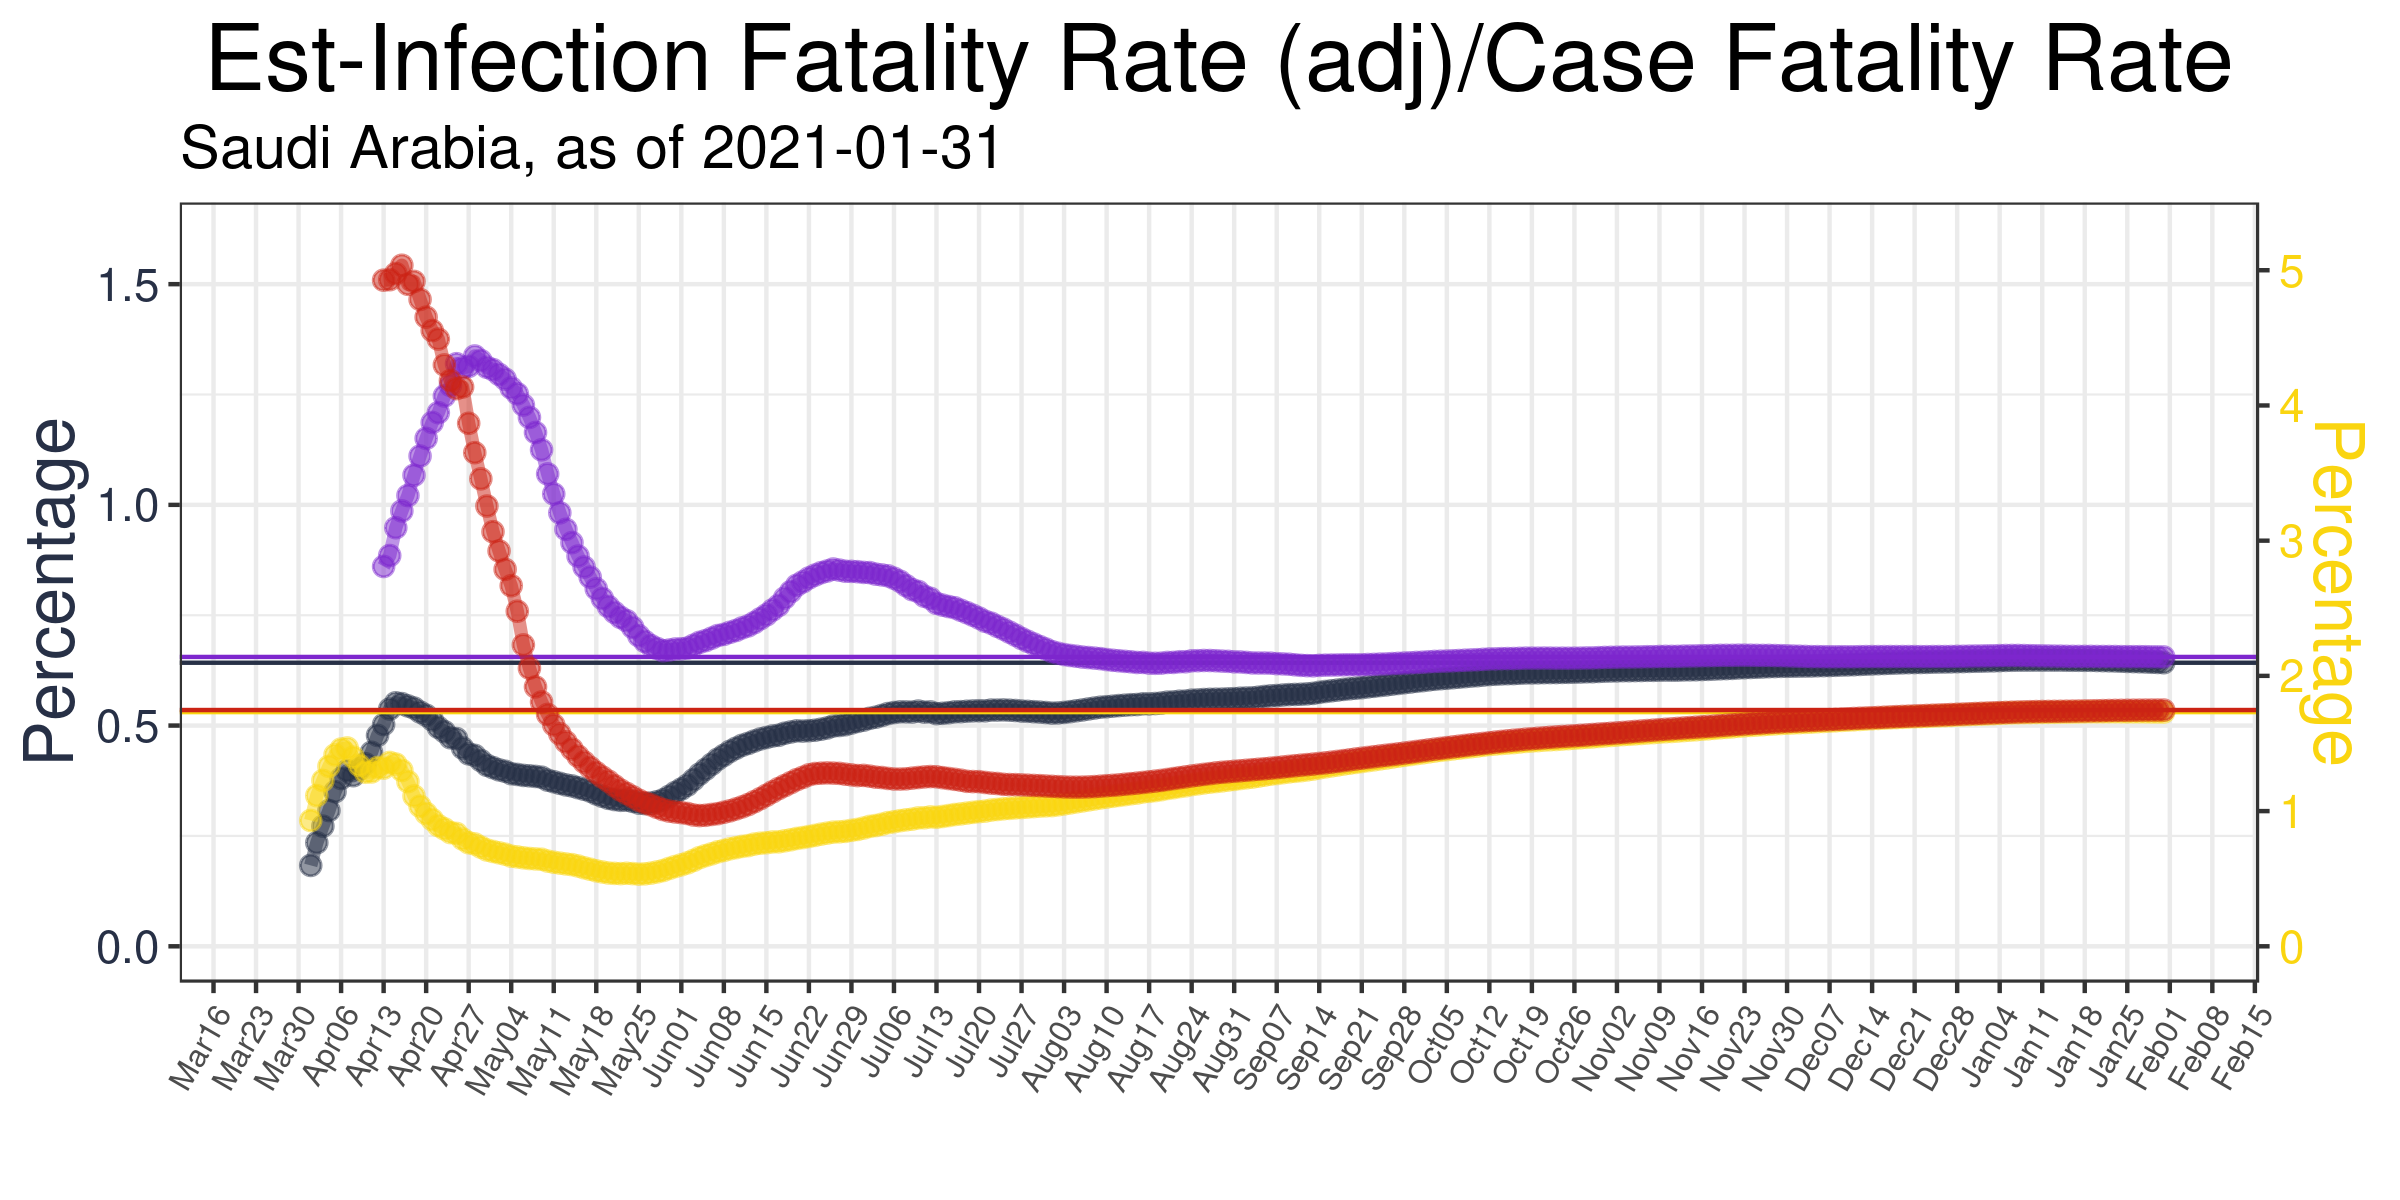 Est-Infection Fatality Rate (adj)/Case Fatality Rate
Saudi Arabia, as of 2021-01-31
Percentage
1.5
1.0
0.5
0.0
5
4
3
2
1
0
Percentage
Mar16
Mar23
Mar30
Apr06
Apr13
Apr20
Apr27
May04
May11
May18
May25
Jun01
Jun08
Jun15
Jun22
Jun29
Jul06
Jul13
Jul20
Jul27
Aug03
Aug10
Aug17
Aug24
Aug31
Sep07
Sep14
Sep21
Sep28
Oct05
Oct12
Oct19
Oct26
Nov02
Nov09
Nov16
Nov23
Nov30
Dec07
Dec14
Dec21
Dec28
Jan04
Jan11
Jan18
Jan25
Feb01
Feb08
Feb15